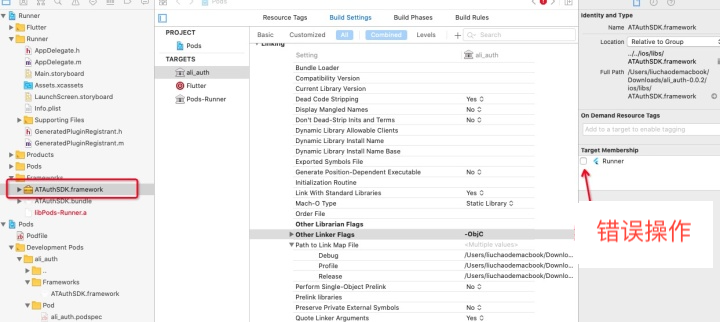 Pods
Identity and Type
Name ATAuthSDK.framework
Location Relative to Group
../../ios/libs/
ATAuthSDK.framework
Full Path /Users/liuchaodemacbook/
Downloads/ali_auth-0.0.2/
ios/libs/
ATAuthSDK.framework
On Demand Resource Tags
Add to a target to enable tagging
Target Membership
Runner
错误操作
Runner
Flutter
Runner
AppDelegate.h
AppDelegate.m
Main.storyboard
Assets.xcassets
LaunchScreen.storyboard
Info.plist
Supporting Files
GeneratedPluginRegistrant.h
GeneratedPluginRegistrant.m
Products
Pods
Frameworks
ATAuthSDK.framework
ATAuthSDK.bundle
libPods-Runner.a
Pods
Podfile
Development Pods
ali_auth
..
Frameworks
ATAuthSDK.framework
Pod
ali_auth.podspec
PROJECT
Pods
TARGETS
ali_auth
Flutter
Pods-Runner
Resource Tags Build Settings Build Phases Build Rules
Basic Customized All Combined Levels + Search
Linking
Setting ali_auth
Bundle Loader
Compatibility Version
Current Library Version
Dead Code Stripping Yes
Display Mangled Names No
Don't Dead-Strip Inits and Terms No
Dynamic Library Allowable Clients
Dynamic Library Install Name
Dynamic Library Install Name Base
Exported Symbols File
Generate Position-Dependent Executable No
Initialization Routine
Link With Standard Libraries Yes
Mach-O Type Static Library
Order File
Other Librarian Flags
Other Linker Flags -ObjC
Path to Link Map File <Multiple values>
Debug /Users/liuchaodemacbook/Downlo...
Profile /Users/liuchaodemacbook/Downlo...
Release /Users/liuchaodemacbook/Downlo...
Perform Single-Object Prelink No
Prelink libraries
Preserve Private External Symbols No
Quote Linker Arguments Yes